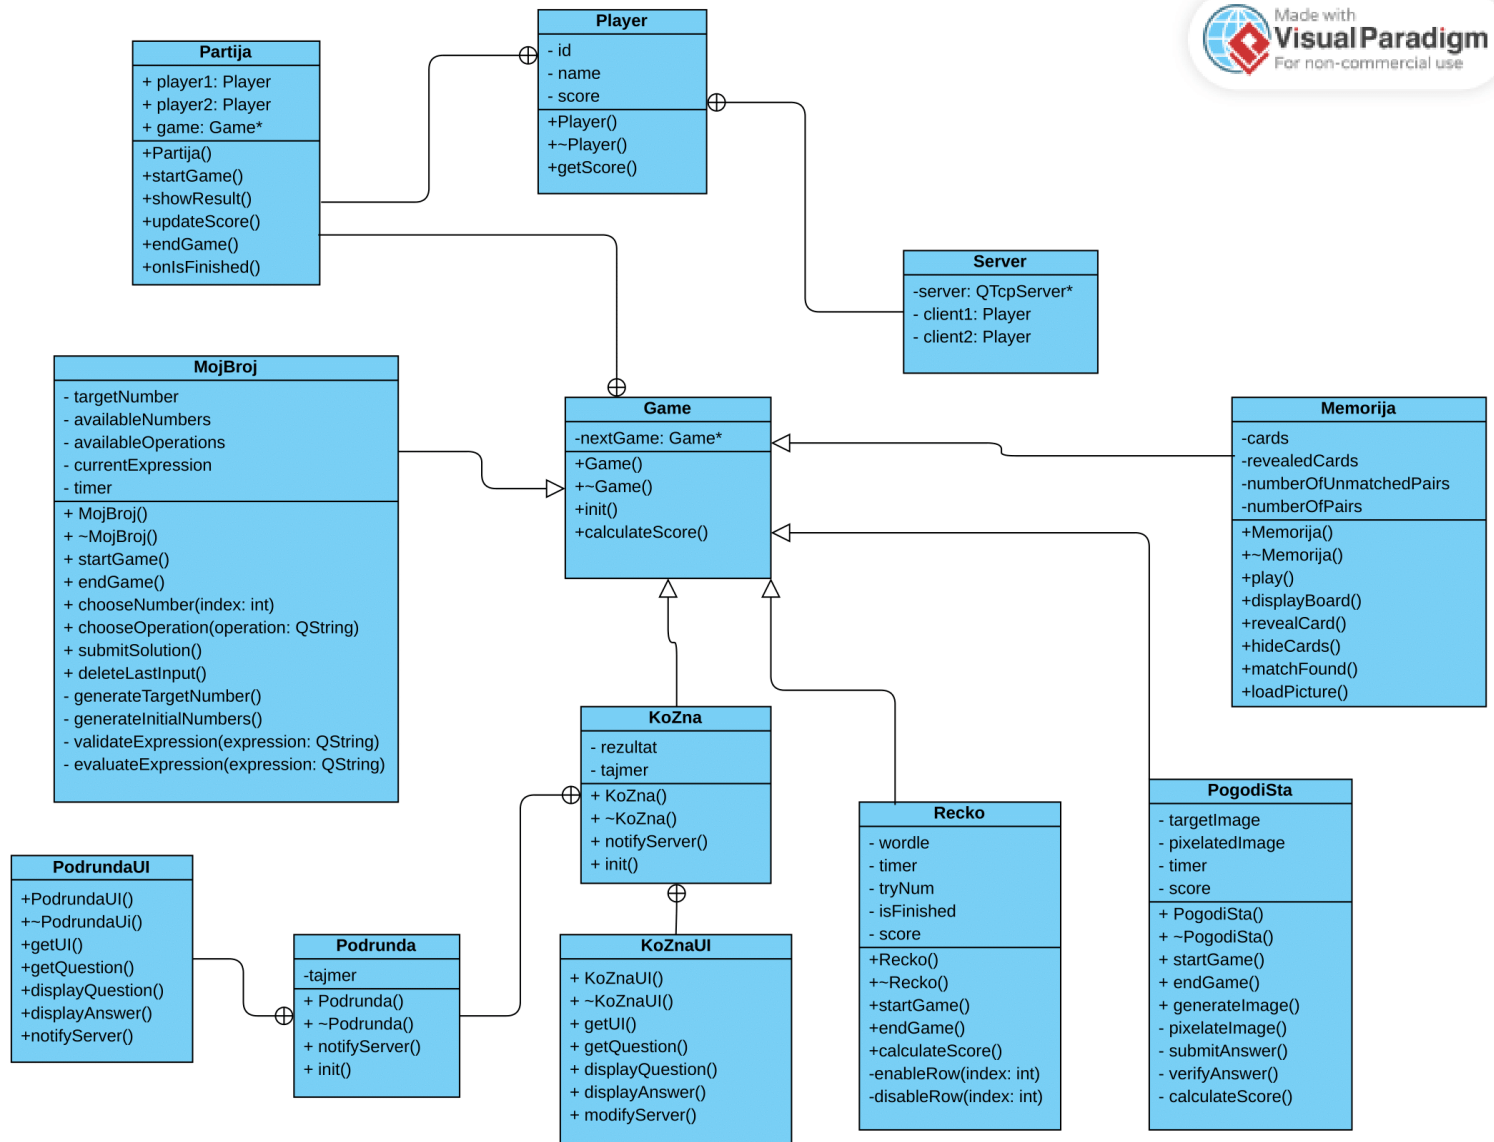 Made with
Visual Paradigm
For non-commercial use
Player
- id
- name
- score
+Player()
+~Player()
+getScore()
Partija
+ player1: Player
+ player2: Player
+ game: Game*
+Partija()
+startGame()
+showResult()
+updateScore()
+endGame()
+onIsFinished()
Server
-server: QTcpServer*
- client1: Player
- client2: Player
MojBroj
- targetNumber
- availableNumbers
- availableOperations
- currentExpression
- timer
+ MojBroj()
+ ~MojBroj()
+ startGame()
+ endGame()
+ chooseNumber(index: int)
+ chooseOperation(operation: QString)
+ submitSolution()
+ deleteLastInput()
- generateTargetNumber()
- generateInitialNumbers()
- validateExpression(expression: QString)
- evaluateExpression(expression: QString)
Game
-nextGame: Game*
+Game()
+~Game()
+init()
+calculateScore()
Memorija
-cards
-revealedCards
-numberOfUnmatchedPairs
-numberOfPairs
+Memorija()
+~Memorija()
+play()
+displayBoard()
+revealCard()
+hideCards()
+matchFound()
+loadPicture()
KoZna
- rezultat
- tajmer
+ KoZna()
+ ~KoZna()
+ notifyServer()
+ init()
PodrundaUI
+PodrundaUI()
+~PodrundaUi()
+getUI()
+getQuestion()
+displayQuestion()
+displayAnswer()
+notifyServer()
Podrunda
-tajmer
+ Podrunda()
+ ~Podrunda()
+ notifyServer()
+ init()
KoZnaUI
+ KoZnaUI()
+ ~KoZnaUI()
+ getUI()
+ getQuestion()
+ displayQuestion()
+ displayAnswer()
+ modifyServer()
Recko
- wordle
- timer
- tryNum
- isFinished
- score
+Recko()
+~Recko()
+startGame()
+endGame()
+calculateScore()
-enableRow(index: int)
-disableRow(index: int)
PogodiSta
- targetImage
- pixelatedImage
- timer
- score
+ PogodiSta()
+ ~PogodiSta()
+ startGame()
+ endGame()
+ generateImage()
- pixelateImage()
- submitAnswer()
- verifyAnswer()
- calculateScore()